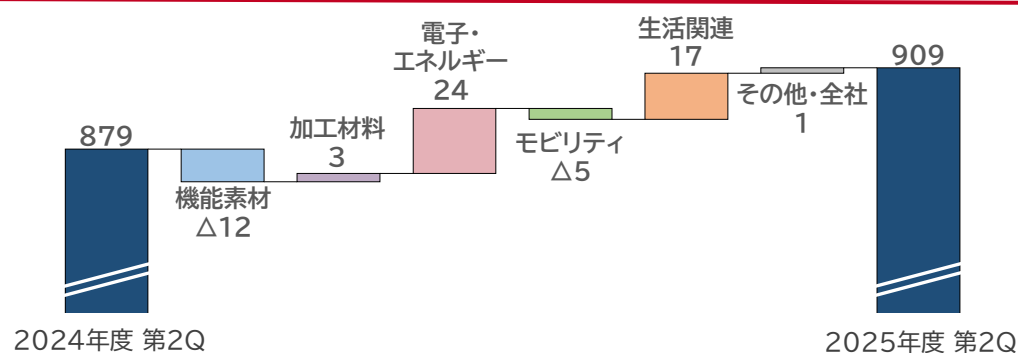 879
機能素材
△12
加工材料
3
電子・
エネルギー
24
モビリティ
△5
生活関連
17
その他・全社
1
909
2024年度 第2Q
2025年度 第2Q